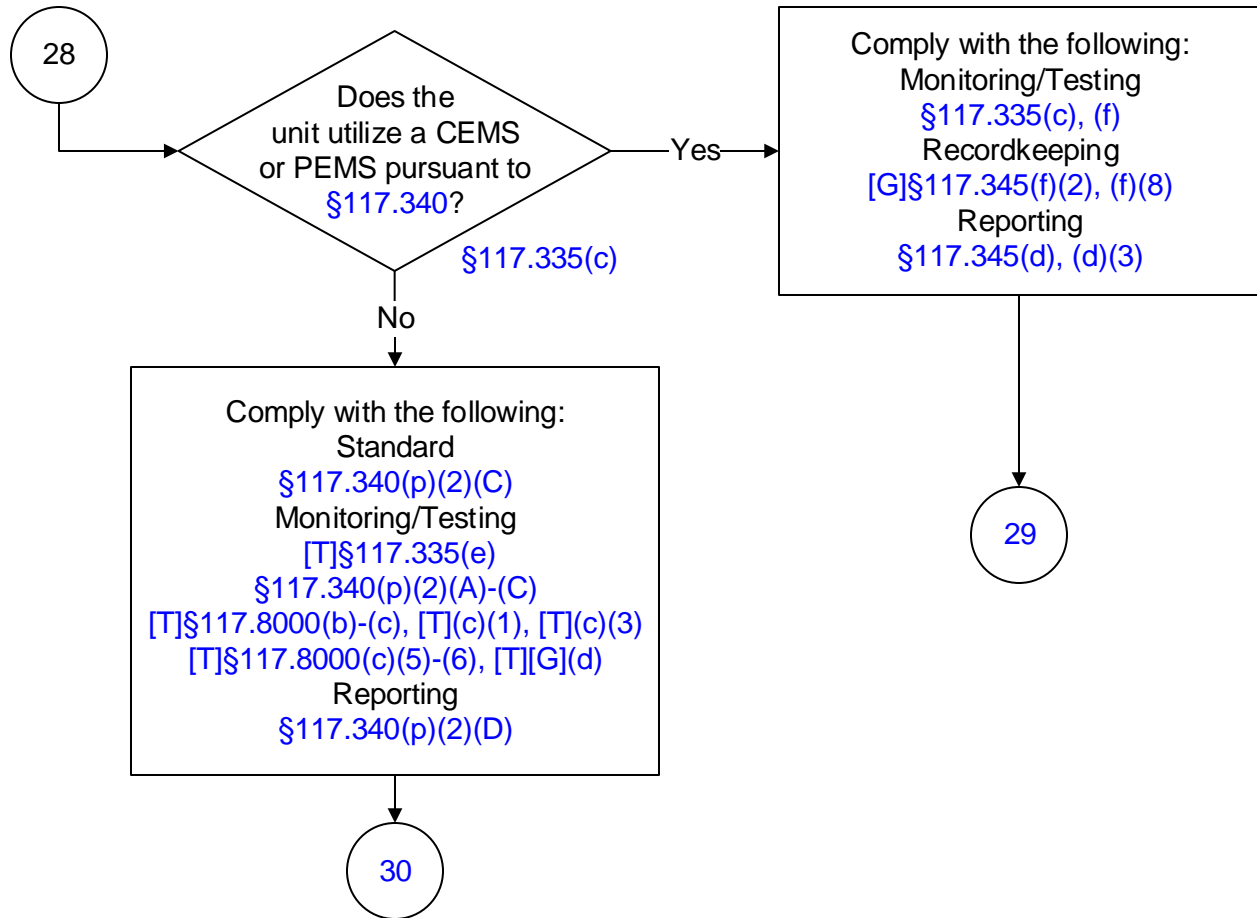 28
Does the
unit utilize a CEMS
or PEMS pursuant to
§117.340?
§117.335(c)
Yes
Comply with the following:
Monitoring/Testing
§117.335(c), (f)
Recordkeeping
[G]§117.345(f)(2), (f)(8)
Reporting
§117.345(d), (d)(3)
29
No
Comply with the following:
Standard
§117.340(p)(2)(C)
Monitoring/Testing
[T]§117.335(e)
§117.340(p)(2)(A)-(C)
[T]§117.8000(b)-(c), [T](c)(1), [T](c)(3)
[T]§117.8000(c)(5)-(6), [T][G](d)
Reporting
§117.340(p)(2)(D)
30